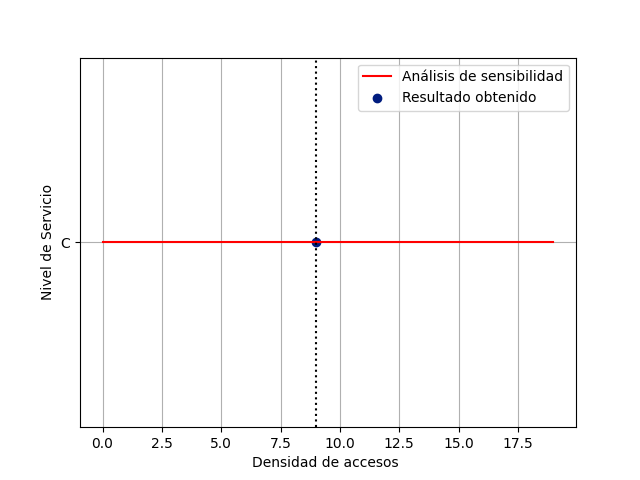 Análisis de sensibilidad
Resultado obtenido
Nivel de Servicio
C
0.0 2.5 5.0 7.5 10.0 12.5 15.0 17.5
Densidad de accesos